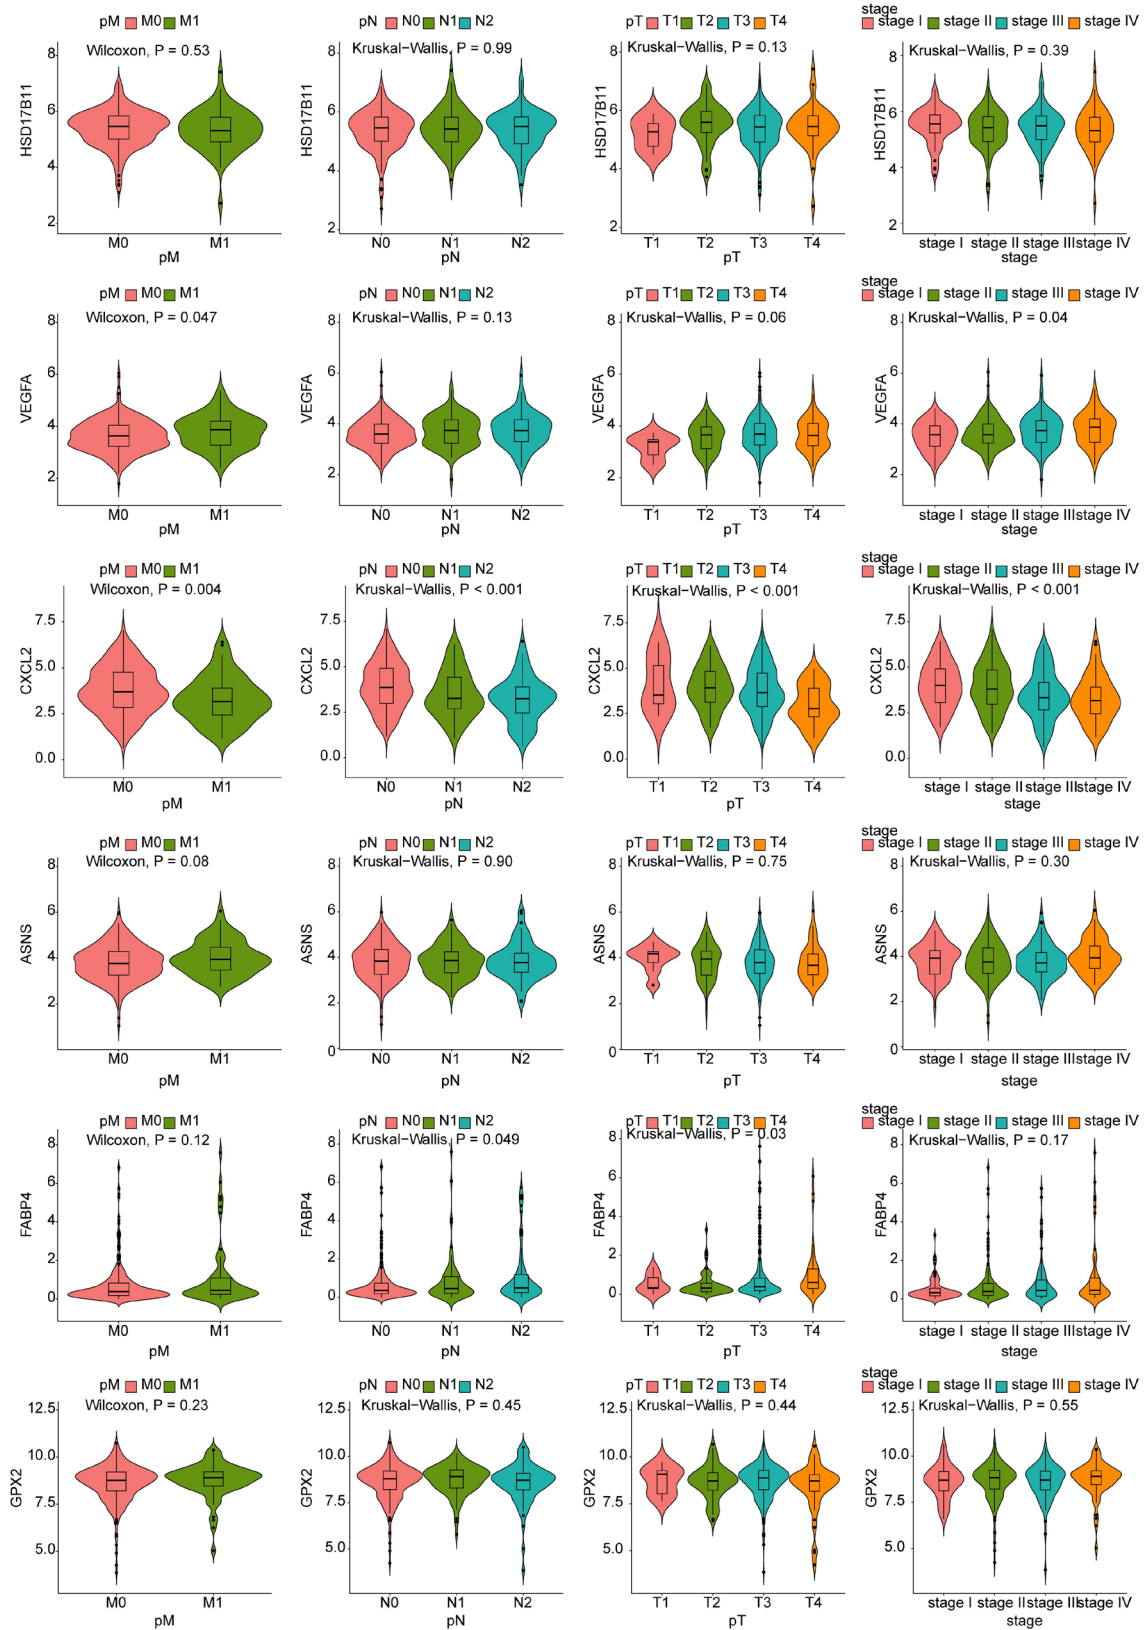 pM M0 M1
Wilcoxon, P = 0.53
HSD17B11
8
6
4
2
M0 M1
pM
pN N0 N1 N2
Kruskal−Wallis, P = 0.99
HSD17B11
8
6
4
2
N0 N1 N2
pN
pT T1 T2 T3 T4
Kruskal−Wallis, P = 0.13
HSD17B11
8
6
4
2
T1 T2 T3 T4
pT
stage
stage I stage II stage III stage IV
Kruskal−Wallis, P = 0.39
HSD17B11
8
6
4
2
stage I stage II stage III stage IV
stage
pM M0 M1
Wilcoxon, P = 0.047
VEGFA
8
6
4
2
M0 M1
pM
pN N0 N1 N2
Kruskal−Wallis, P = 0.13
VEGFA
8
6
4
2
N0 N1 N2
pN
pT T1 T2 T3 T4
Kruskal−Wallis, P = 0.06
VEGFA
8
6
4
2
T1 T2 T3 T4
pT
stage
stage I stage II stage III stage IV
Kruskal−Wallis, P = 0.04
VEGFA
8
6
4
2
stage I stage II stage III stage IV
stage
pM M0 M1
Wilcoxon, P = 0.004
CXCL2
7.5
5.0
2.5
0.0
M0 M1
pM
pN N0 N1 N2
Kruskal−Wallis, P < 0.001
CXCL2
7.5
5.0
2.5
0.0
N0 N1 N2
pN
pT T1 T2 T3 T4
Kruskal−Wallis, P < 0.001
CXCL2
7.5
5.0
2.5
0.0
T1 T2 T3 T4
pT
stage
stage I stage II stage III stage IV
Kruskal−Wallis, P < 0.001
CXCL2
7.5
5.0
2.5
0.0
stage I stage II stage III stage IV
stage
pM M0 M1
Wilcoxon, P = 0.08
ASNS
8
6
4
2
M0 M1
pM
pN N0 N1 N2
Kruskal−Wallis, P = 0.90
ASNS
8
6
4
2
0
N0 N1 N2
pN
pT T1 T2 T3 T4
Kruskal−Wallis, P = 0.75
ASNS
8
6
4
2
0
T1 T2 T3 T4
pT
stage
stage I stage II stage III stage IV
Kruskal−Wallis, P = 0.30
ASNS
8
6
4
2
0
stage I stage II stage III stage IV
stage
pM M0 M1
Wilcoxon, P = 0.12
FABP4
8
6
4
2
0
M0 M1
pM
pN N0 N1 N2
Kruskal−Wallis, P = 0.049
FABP4
8
6
4
2
0
N0 N1 N2
pN
pT T1 T2 T3 T4
Kruskal−Wallis, P = 0.03
FABP4
8
6
4
2
0
T1 T2 T3 T4
pT
stage
stage I stage II stage III stage IV
Kruskal−Wallis, P = 0.17
FABP4
8
6
4
2
0
stage I stage II stage III stage IV
stage
pM M0 M1
Wilcoxon, P = 0.23
GPX2
12.5
10.0
7.5
5.0
M0 M1
pM
pN N0 N1 N2
Kruskal−Wallis, P = 0.45
GPX2
12.5
10.0
7.5
5.0
N0 N1 N2
pN
pT T1 T2 T3 T4
Kruskal−Wallis, P = 0.44
GPX2
12.5
10.0
7.5
5.0
T1 T2 T3 T4
pT
stage
stage I stage II stage III stage IV
Kruskal−Wallis, P = 0.55
GPX2
12.5
10.0
7.5
5.0
stage I stage II stage III stage IV
stage